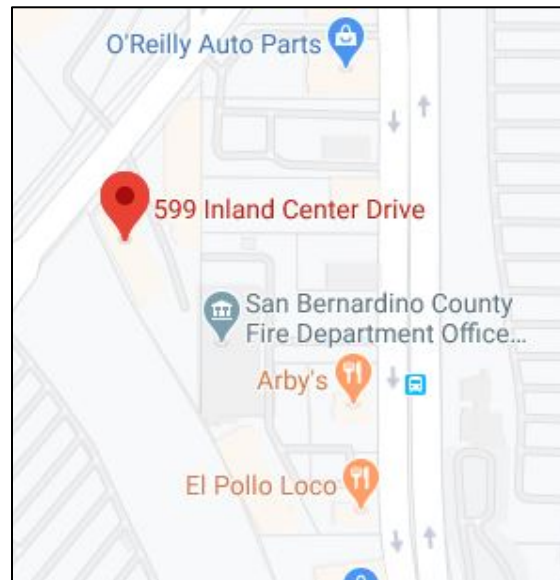 O'Reilly Auto Parts
599 Inland Center Drive
San Bernardino County
Fire Department Office...
Arby's
El Pollo Loco